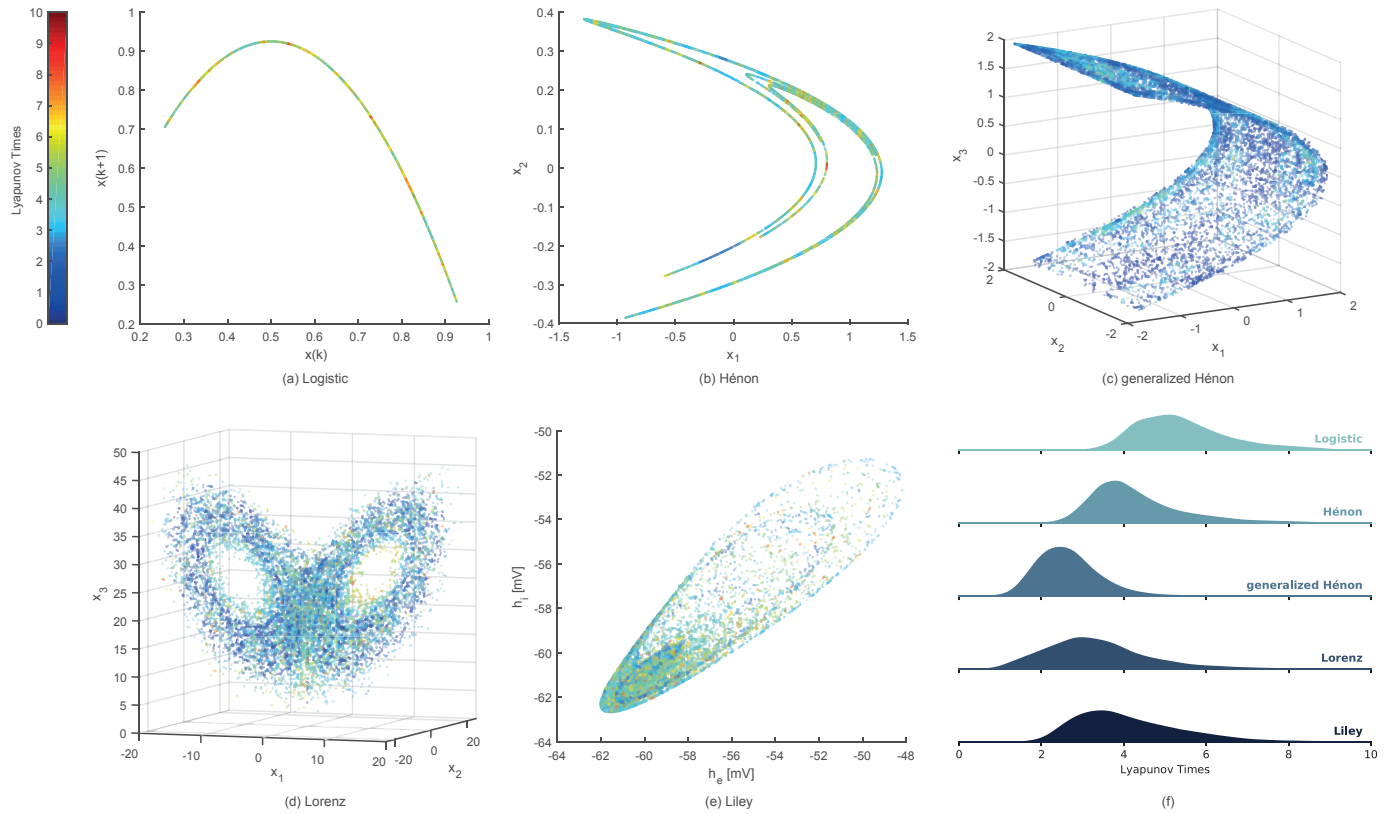 10
9
8
7
6
5
4
3
2
1
0
Lyapunov Times
1
0.9
0.8
0.7
0.6
0.5
0.4
0.3
0.2
x(k+1)
0.2 0.3 0.4 0.5 0.6 0.7 0.8 0.9 1
x(k)
(a) Logistic
0.4
0.3
0.2
0.1
0
-0.1
-0.2
-0.3
-0.4
x2
-1.5 -1 -0.5 0 0.5 1 1.5
x1
(b) Hénon
2
1.5
1
0.5
0
-0.5
-1
-1.5
-2
x3
2 0 -2
x2
-2 -1 0 1 2
x1
(c) generalized Hénon
50
45
40
35
30
25
20
15
10
5
0
x3
-20 -10 0 10 20
x1
-20 0 20
x2
(d) Lorenz
-50
-52
-54
-56
-58
-60
-62
-64
hi [mV]
-64 -62 -60 -58 -56 -54 -52 -50 -48
he [mV]
(e) Liley
Logistic
Hénon
generalized Hénon
Lorenz
Liley
0 2 4 6 8 10
Lyapunov Times
(f)